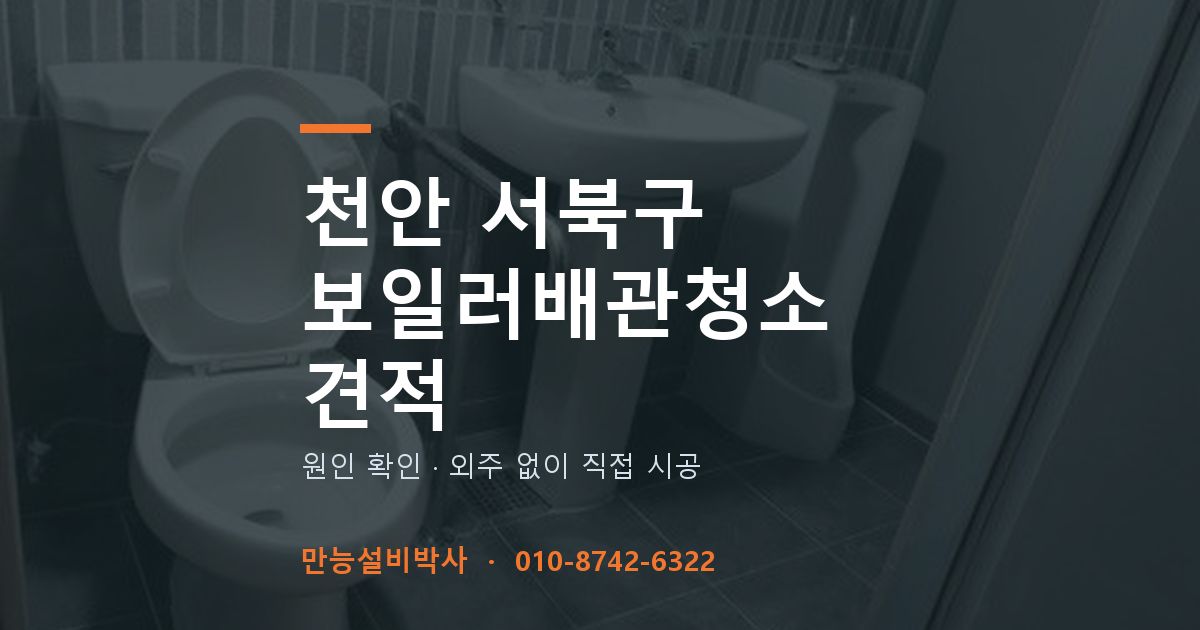 천안 서북구
보일러배관청소
견적
원인 확인 · 외주 없이 직접 시공
만능설비박사 · 010-8742-6322